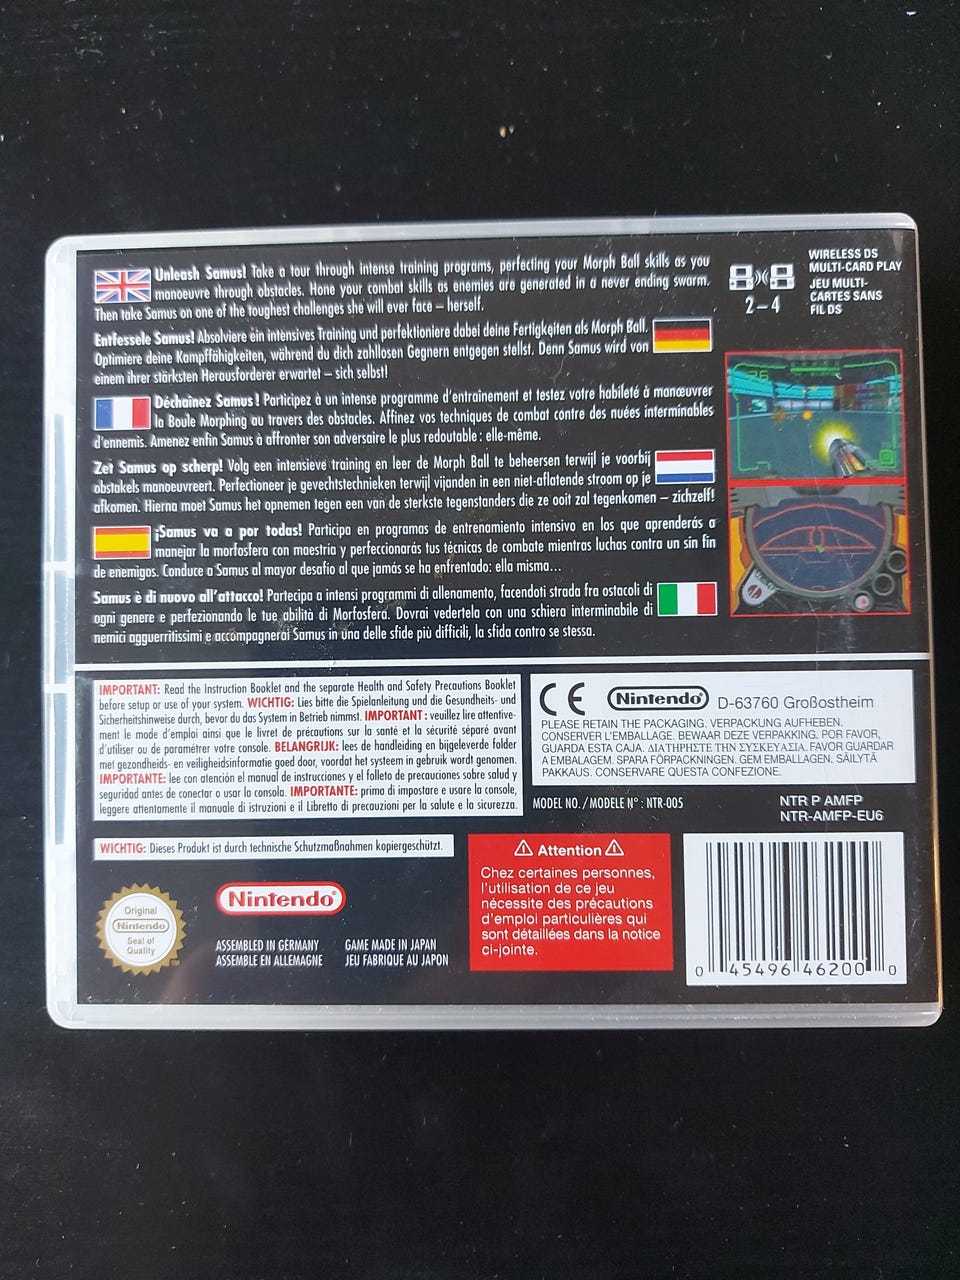 Unleash Samus! Take a tour through intense training programs, perfecting your Morph Ball skills as you
manoeuvre through obstacles. Hone your combat skills as enemies are generated in a never ending swarm.
Then take Samus on one of the toughest challenges she will ever face – herself.
Entfessele Samus! Absolviere ein intensives Training und perfektioniere dabei deine Fertigkeiten als Morph Ball.
Optimiere deine Kampffähigkeiten, während du dich zahllosen Gegnern entgegen stellst. Denn Samus wird von
einem ihrer stärksten Herausforderer erwartet – sich selbst!
Déchaînez Samus ! Participez à un intense programme d'entraînement et testez votre habileté à manœuvrer
la Boule Morphing au travers des obstacles. Affinez vos techniques de combat contre des nuées interminables
d'ennemis. Amenez enfin Samus à affronter son adversaire le plus redoutable : elle-même.
Zet Samus op scherp! Volg een intensieve training en leer de Morph Ball te beheersen terwijl je voorbij
obstakels manoeuvreert. Perfectioneer je gevechtstechnieken terwijl vijanden in een niet-aflatende stroom op je
afkomen. Hierna moet Samus het opnemen tegen een van de sterkste tegenstanders die ze ooit zal tegenkomen – zichzelf!
¡Samus va a por todas! Participa en programas de entrenamiento intensivo en los que aprenderás a
manejar la morfosfera con maestría y perfeccionarás tus técnicas de combate mientras luchas contra un sin fin
de enemigos. Conduce a Samus al mayor desafío al que jamás se ha enfrentado: ella misma...
Samus è di nuovo all'attacco! Partecipa a intensi programmi di allenamento, facendoti strada fra ostacoli di
ogni genere e perfezionando le tue abilità di Morfosfera. Dovrai vedertela con una schiera interminabile di
nemici agguerritissimi e accompagnerai Samus in una delle sfide più difficili, la sfida contro se stessa.
2–4
WIRELESS DS
MULTI-CARD PLAY
JEU MULTI-
CARTES SANS
FIL DS
IMPORTANT: Read the Instruction Booklet and the separate Health and Safety Precautions Booklet
before setup or use of your system. WICHTIG: Lies bitte die Spielanleitung und die Gesundheits- und
Sicherheitshinweise durch, bevor du das System in Betrieb nimmst. IMPORTANT : veuillez lire attentive-
ment le mode d'emploi ainsi que le livret de précautions sur la santé et la sécurité séparé avant
d'utiliser ou de paramétrer votre console. BELANGRIJK: lees de handleiding en bijgeleverde folder
met gezondheids- en veiligheidsinformatie goed door, voordat het systeem in gebruik wordt genomen.
IMPORTANTE: lee con atención el manual de instrucciones y el folleto de precauciones sobre salud y
seguridad antes de conectar o usar la consola. IMPORTANTE: prima di impostare e usare la console,
leggere attentamente il manuale di istruzioni e il Libretto di precauzioni per la salute e la sicurezza.
CE Nintendo® D-63760 Großostheim
PLEASE RETAIN THE PACKAGING. VERPACKUNG AUFHEBEN.
CONSERVER L'EMBALLAGE. BEWAAR DEZE VERPAKKING. POR FAVOR,
GUARDA ESTA CAJA. ΔΙΑΤΗΡΗΣΤΕ ΤΗΝ ΣΥΣΚΕΥΑΣΙΑ. FAVOR GUARDAR
A EMBALAGEM. SPARA FÖRPACKNINGEN. GEM EMBALLAGEN. SÄILYTÄ
PAKKAUS. CONSERVARE QUESTA CONFEZIONE.
MODEL NO. / MODELE N° : NTR-005
NTR P AMFP
NTR-AMFP-EU6
WICHTIG: Dieses Produkt ist durch technische Schutzmaßnahmen kopiergeschützt.
Original
Nintendo
Seal of
Quality
TM
Nintendo®
ASSEMBLED IN GERMANY
ASSEMBLE EN ALLEMAGNE
GAME MADE IN JAPAN
JEU FABRIQUE AU JAPON
Attention
Chez certaines personnes,
l'utilisation de ce jeu
nécessite des précautions
d'emploi particulières qui
sont détaillées dans la notice
ci-jointe.
0 45496 46200 0